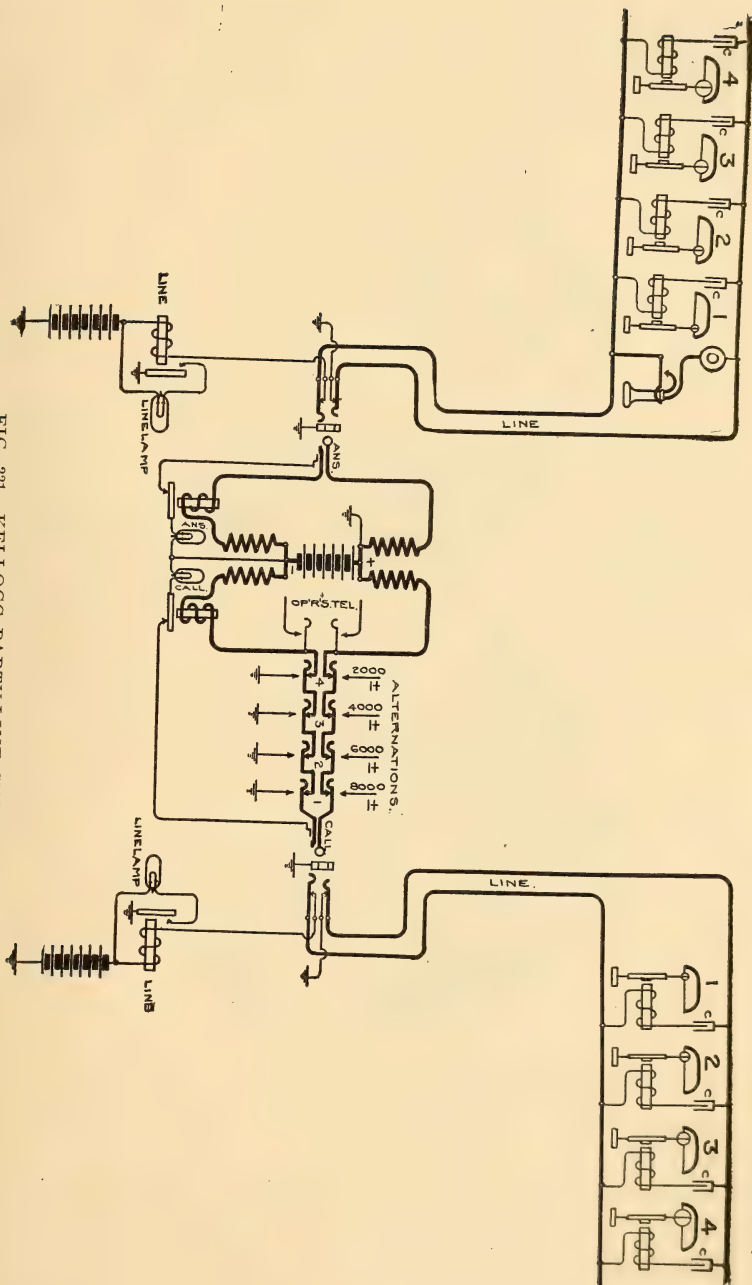 4
3
2
1
C
C
C
C
LINE
LINE
LINE LAMP
ANS.
ANS.
CALL.
+
-
OP'R'S. TEL.
ALTERNATIONS.
2000
4000
6000
8000
4
3
2
1
CALL
LINE LAMP
LINE
LINE.
1
2
3
4
C
C
C
C